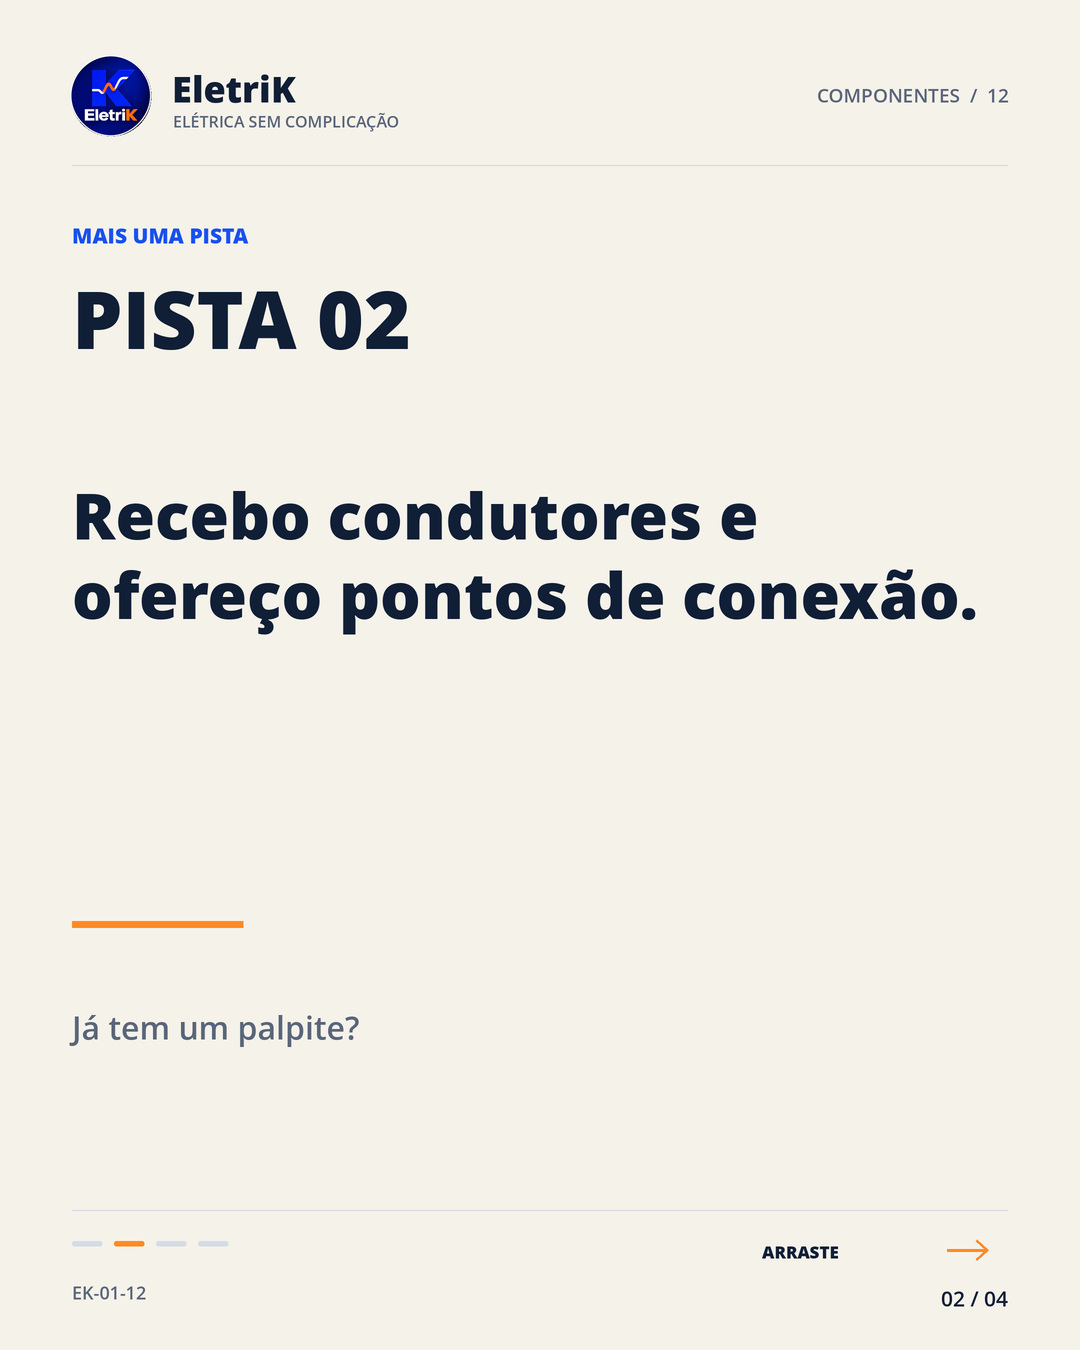 EletriK
EletriK
ELÉTRICA SEM COMPLICAÇÃO
COMPONENTES / 12
MAIS UMA PISTA
PISTA 02
Recebo condutores e
ofereço pontos de conexão.
Já tem um palpite?
ARRASTE
EK-01-12
02 / 04